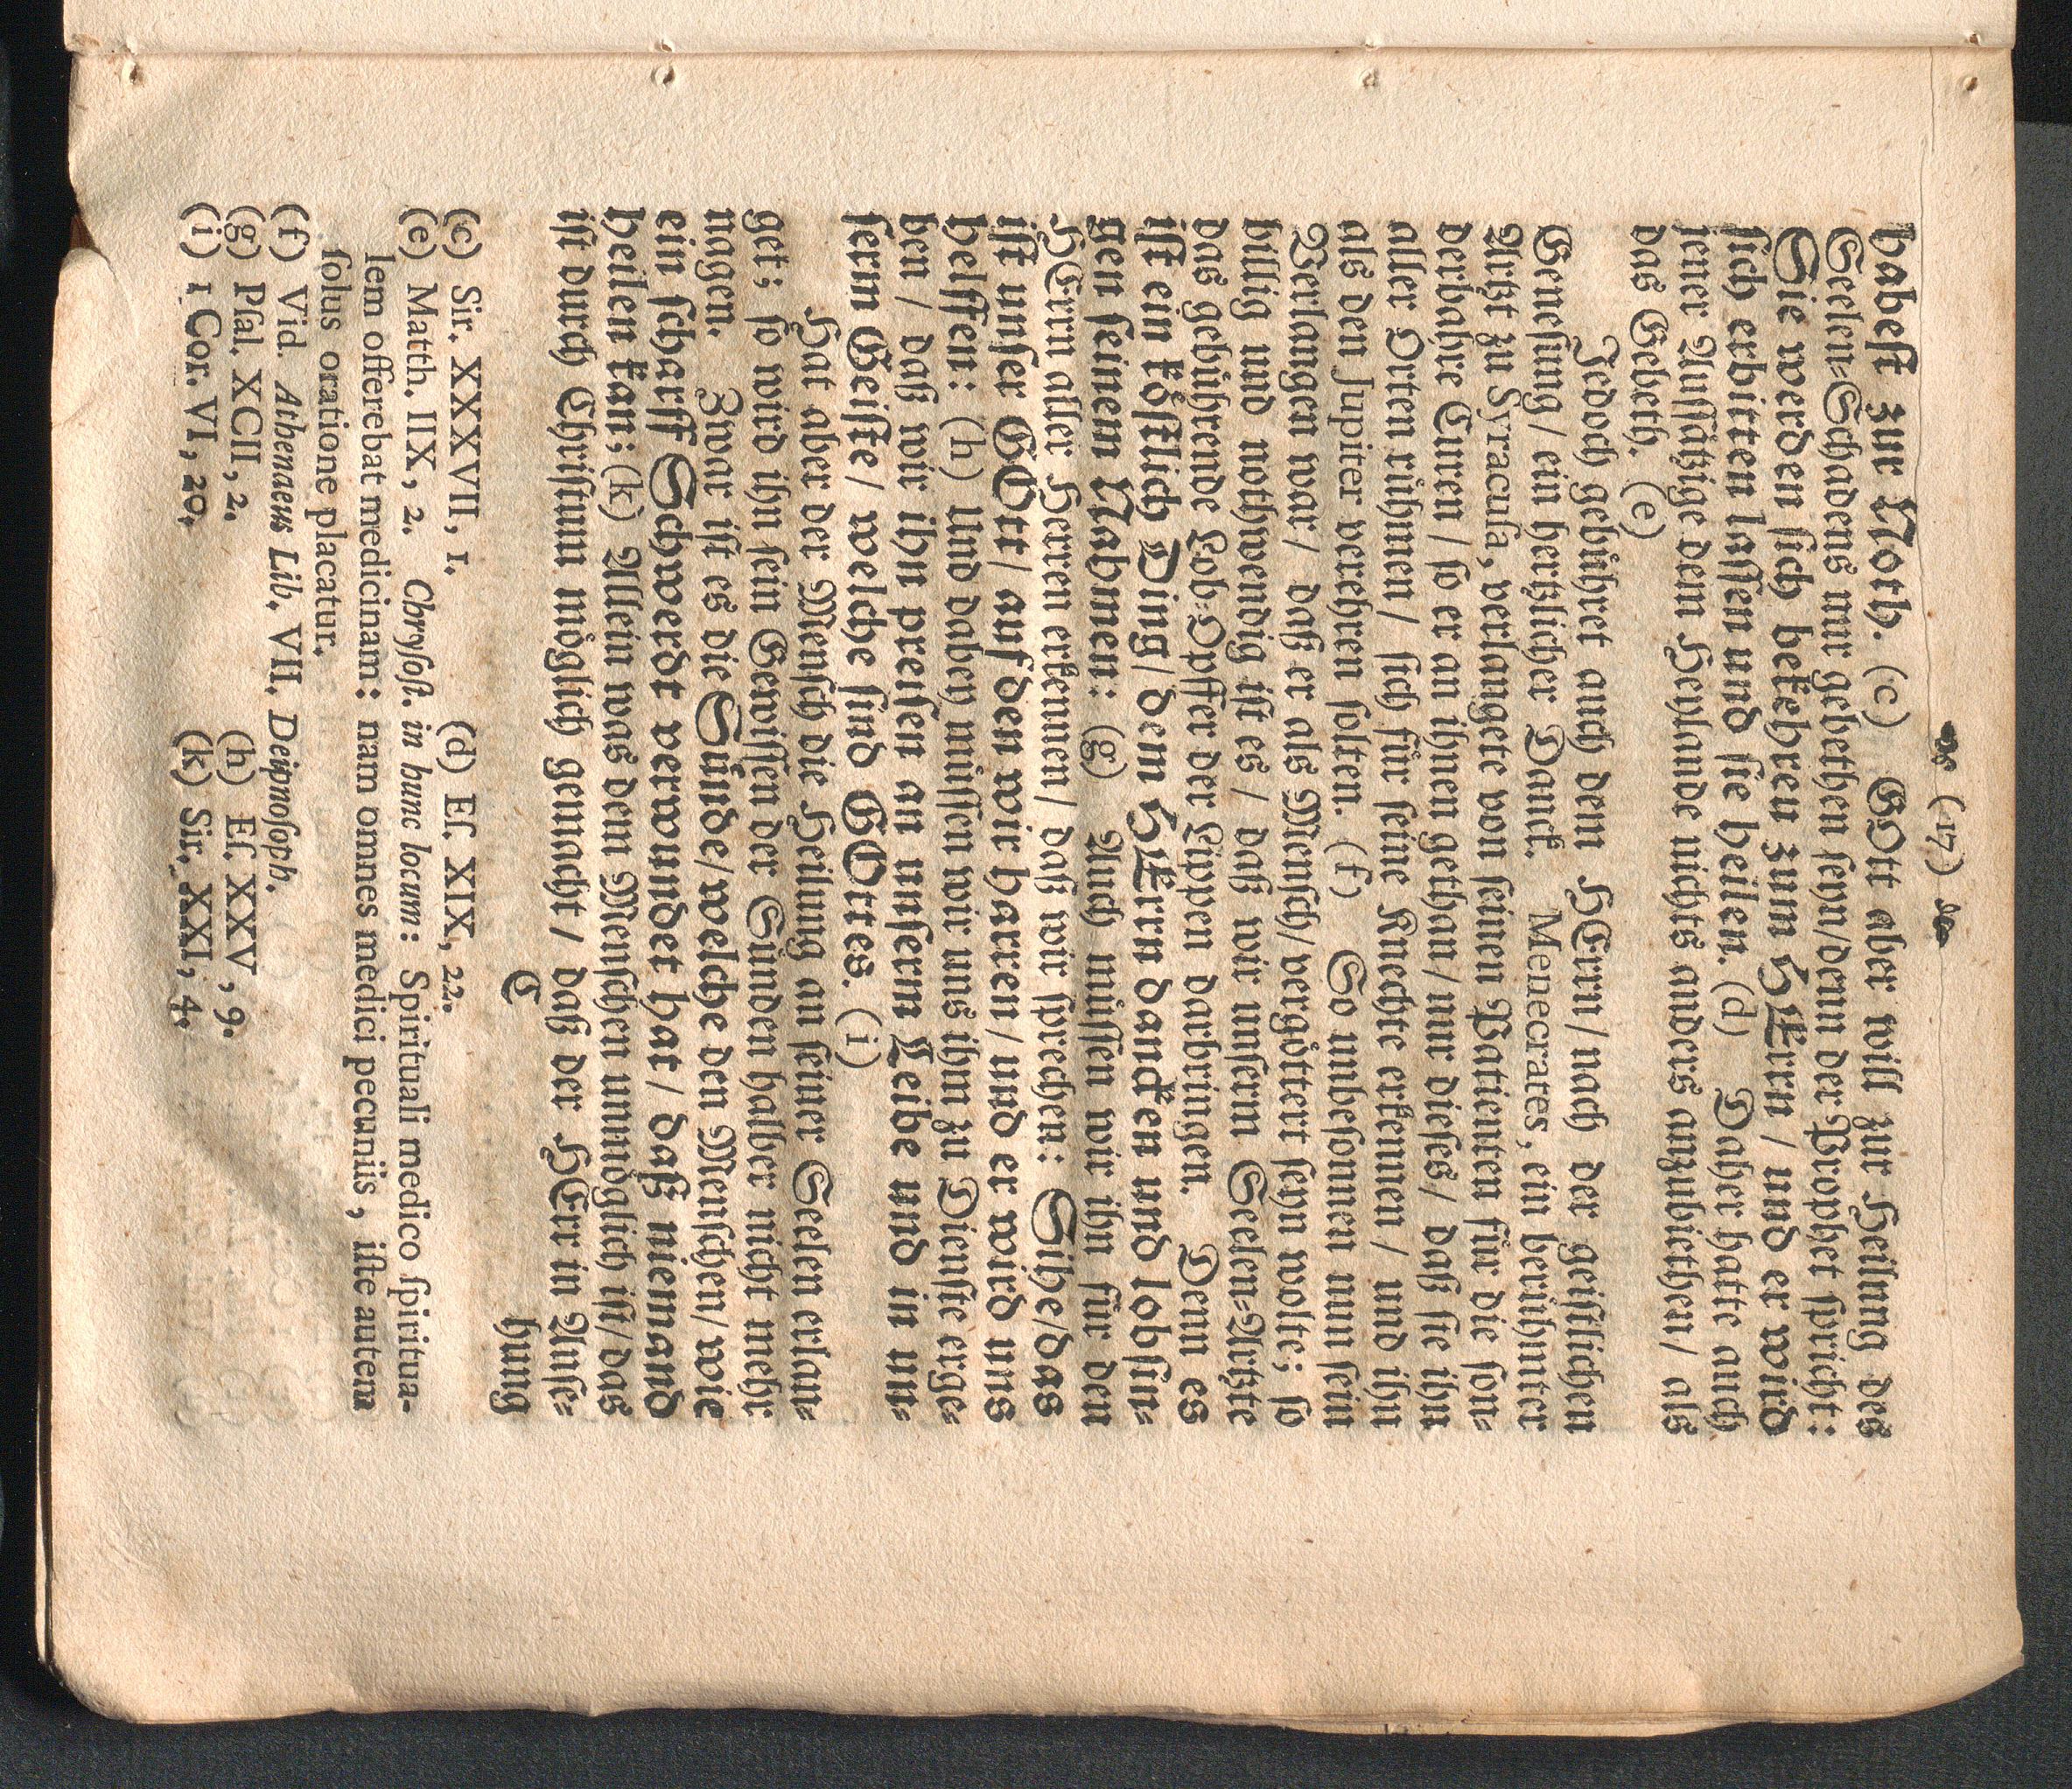 (17)
habeſt zur Noth. (c) GOtt aber will zur Heilung des
Seelen-Schadens nur gebethen ſeyn/denn der Prophet ſpricht:
Sie werden ſich bekehren zum HErrn / und er wird
ſich erbitten laſſen und ſie heilen. (d) Daher hatte auch
jener Auſſätzige dem Heylande nichts anders anzubiethen / als
das Gebeth. (e)
Jedoch gebühret auch dem HErrn / nach der geiſtlichen
Geneſung / ein hertzlicher Danck. Menecrates, ein berühmter
Artzt zu Syracuſa, verlangete von ſeinen Patienten für die ſon-
derbahre Curen / ſo er an ihnen gethan / nur dieſes / daß ſie ihn
aller Orten rühmen / ſich für ſeine Knechte erkennen / und ihn
als den Jupiter verehren ſolten. (f) So unbeſonnen nun ſein
Verlangen war / daß er als Menſch/ vergöttert ſeyn wolte; ſo
billig und nothwendig iſt es / daß wir unſerm Seelen-Artzte
das gebührende Lob-Opffer der Lippen darbringen. Denn es
iſt ein köſtlich Ding/ dem HErrn dancken und lobſin-
gen ſeinem Nahmen: (g) Auch müſſen wir ihn für den
HErrn aller Herren erkennen / daß wir ſprechen: Sihe/das
iſt unſer GOtt / auf den wir harren / und er wird uns
helffen: (h) und dabey müſſen wir uns ihm zu Dienſte erge-
ben / daß wir ihn preiſen an unſerm Leibe und in un-
ſerm Geiſte / welche ſind GOttes. (i)
Hat aber der Menſch die Heilung an ſeiner Seelen erlan-
get; ſo wird ihn ſein Gewiſſen der Sünden halber nicht mehr
nagen. Zwar iſt es die Sünde/welche den Menſchen/ wie
ein ſcharff Schwerdt verwundet hat / daß niemand
heilen kan; (k) Allein was dem Menſchen unmöglich iſt/ das
iſt durch Chriſtum möglich gemacht / daß der HErr in Anſe-
C hung
(c) Sir. XXXVII, 1. (d) Eſ. XIX, 22.
(e) Matth. IIX, 2. Chryſoſt. in hunc locum: Spirituali medico ſpiritua-
lem offerebat medicinam: nam omnes medici pecuniis, iſte autem
ſolus oratione placatur.
(f) Vid. Athenaeus Lib. VII. Deipnoſoph.
(g) Pſal. XCII, 2. (h) Eſ. XXV, 9.
(i) 1 Cor. VI, 20. (k) Sir. XXI, 4.